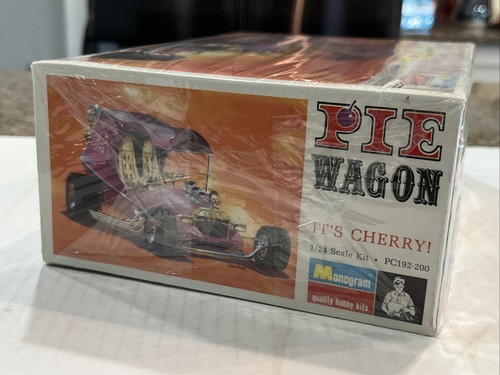 PIE
WAGON
IT'S CHERRY!
1/24 Scale Kit • PC192-200
Monogram
quality hobby kits